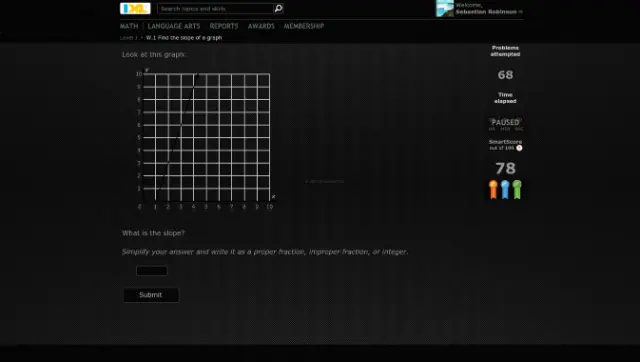 IXL
Search topics and skills
Welcome,
Sebastian Robinson
MATH LANGUAGE ARTS REPORTS AWARDS MEMBERSHIP
Level I > W.1 Find the slope of a graph
Look at this graph:
y
10
9
8
7
6
5
4
3
2
1
0 1 2 3 4 5 6 7 8 9 10
x
What is the slope?
Simplify your answer and write it as a proper fraction, improper fraction, or integer.
Submit
Problems
attempted
68
Time
elapsed
PAUSED
HR MIN SEC
SmartScore
out of 100
78